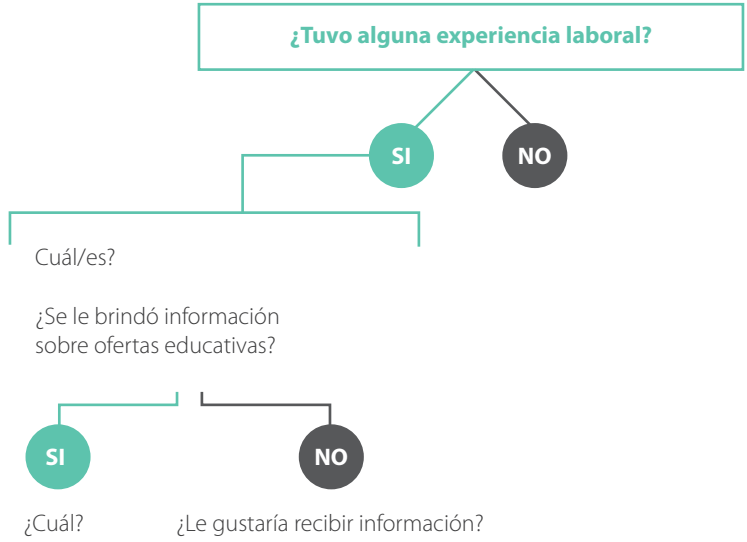 ¿Tuvo alguna experiencia laboral?
SI
NO
Cuál/es?
¿Se le brindó información
sobre ofertas educativas?
SI
NO
¿Cuál?
¿Le gustaría recibir información?